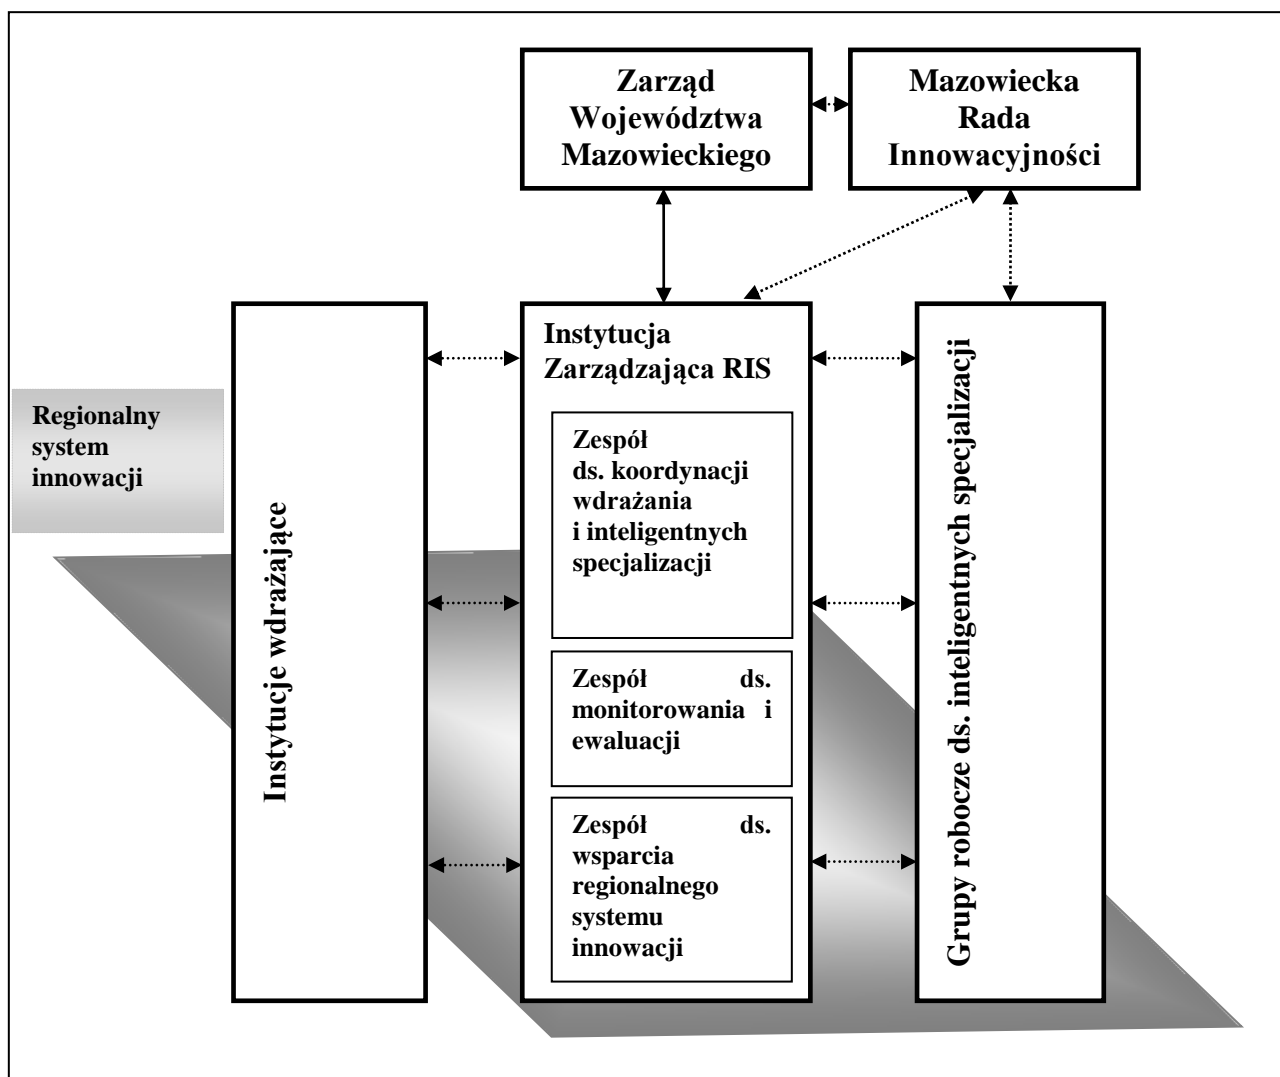 Zarząd
Województwa
Mazowieckiego
Mazowiecka
Rada
Innowacyjności
Regionalny
system
innowacji
Instytucje wdrażające
Instytucja
Zarządzająca RIS
Zespół
ds. koordynacji
wdrażania
i inteligentnych
specjalizacji
Zespół ds.
monitorowania i
ewaluacji
Zespół ds.
wsparcia
regionalnego
systemu
innowacji
Grupy robocze ds. inteligentnych specjalizacji